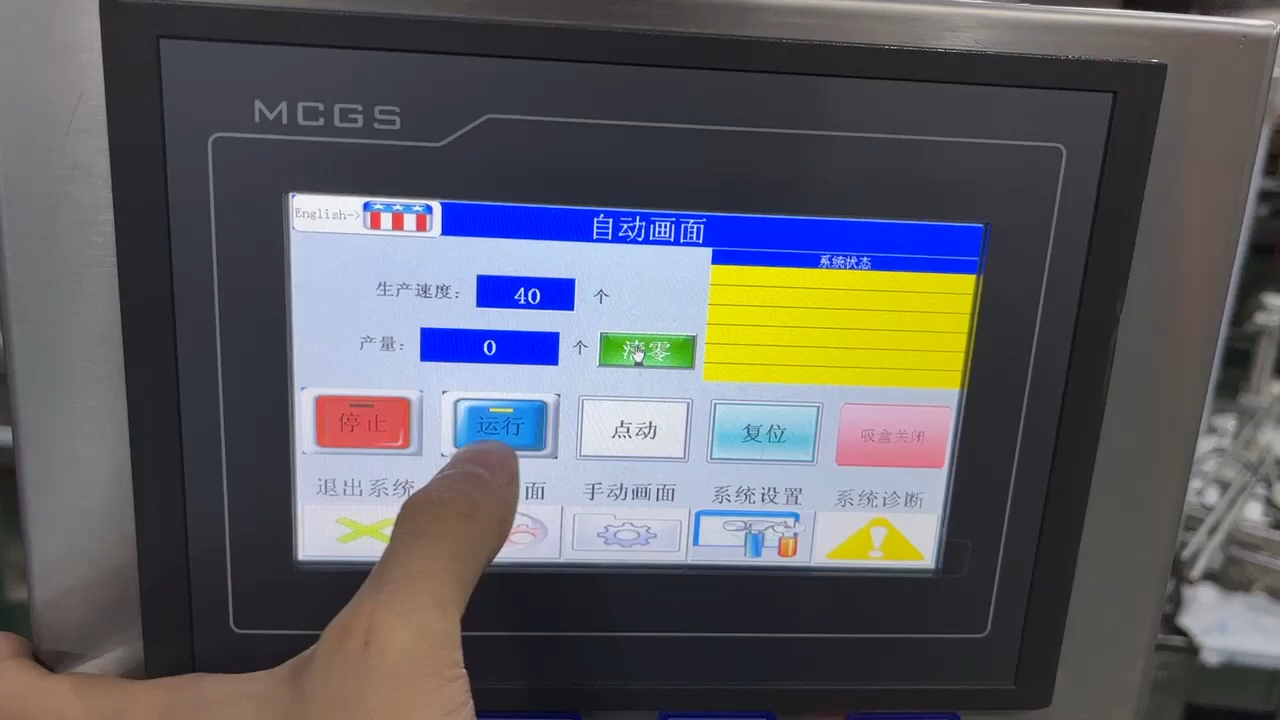 MCGS
English->
自动画面
系统状态
生产速度: 40 个
产量: 0 个 清零
停止 运行 点动 复位 吸盒关闭
退出系统 面 手动画面 系统设置 系统诊断